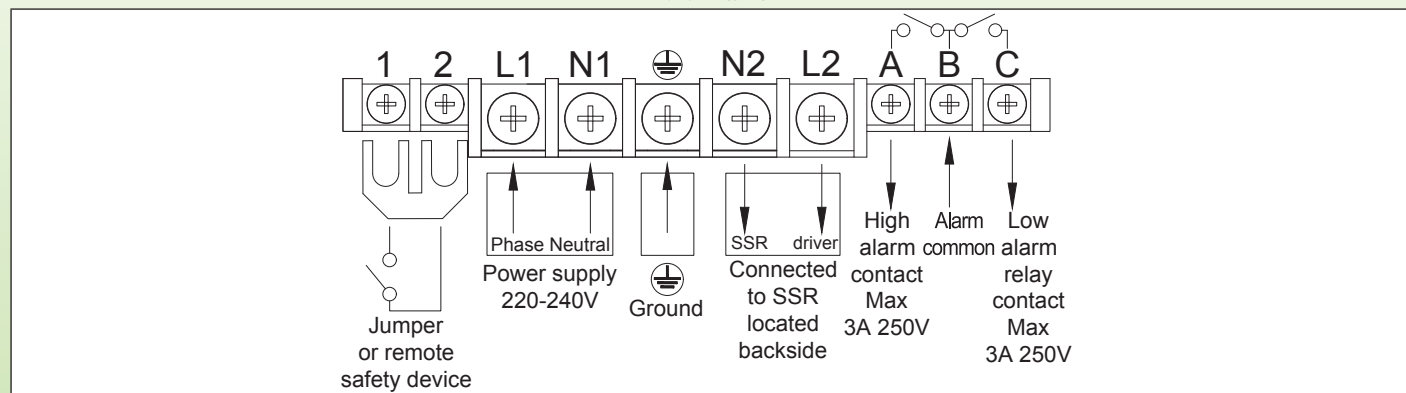 1 2 L1 N1 N2 L2 A B C
Phase Neutral
Power supply
220-240V
Ground
SSR driver
Connected
to SSR
located
backside
High
alarm
contact
Max
3A 250V
Alarm
common
Low
alarm
relay
contact
Max
3A 250V
Jumper
or remote
safety device